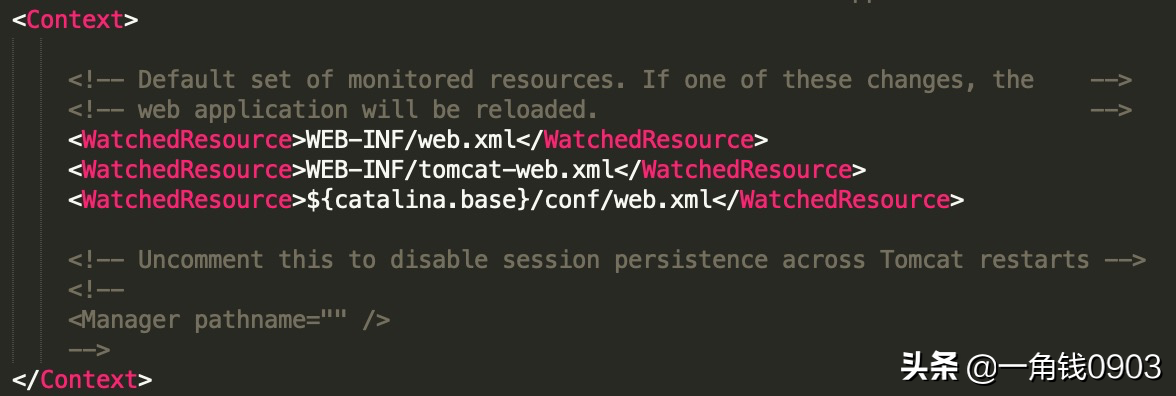 <Context>
<!-- Default set of monitored resources. If one of these changes, the -->
<!-- web application will be reloaded. -->
<WatchedResource>WEB-INF/web.xml</WatchedResource>
<WatchedResource>WEB-INF/tomcat-web.xml</WatchedResource>
<WatchedResource>${catalina.base}/conf/web.xml</WatchedResource>
<!-- Uncomment this to disable session persistence across Tomcat restarts -->
<!--
<Manager pathname="" />
-->
</Context>
头条 @一角钱0903